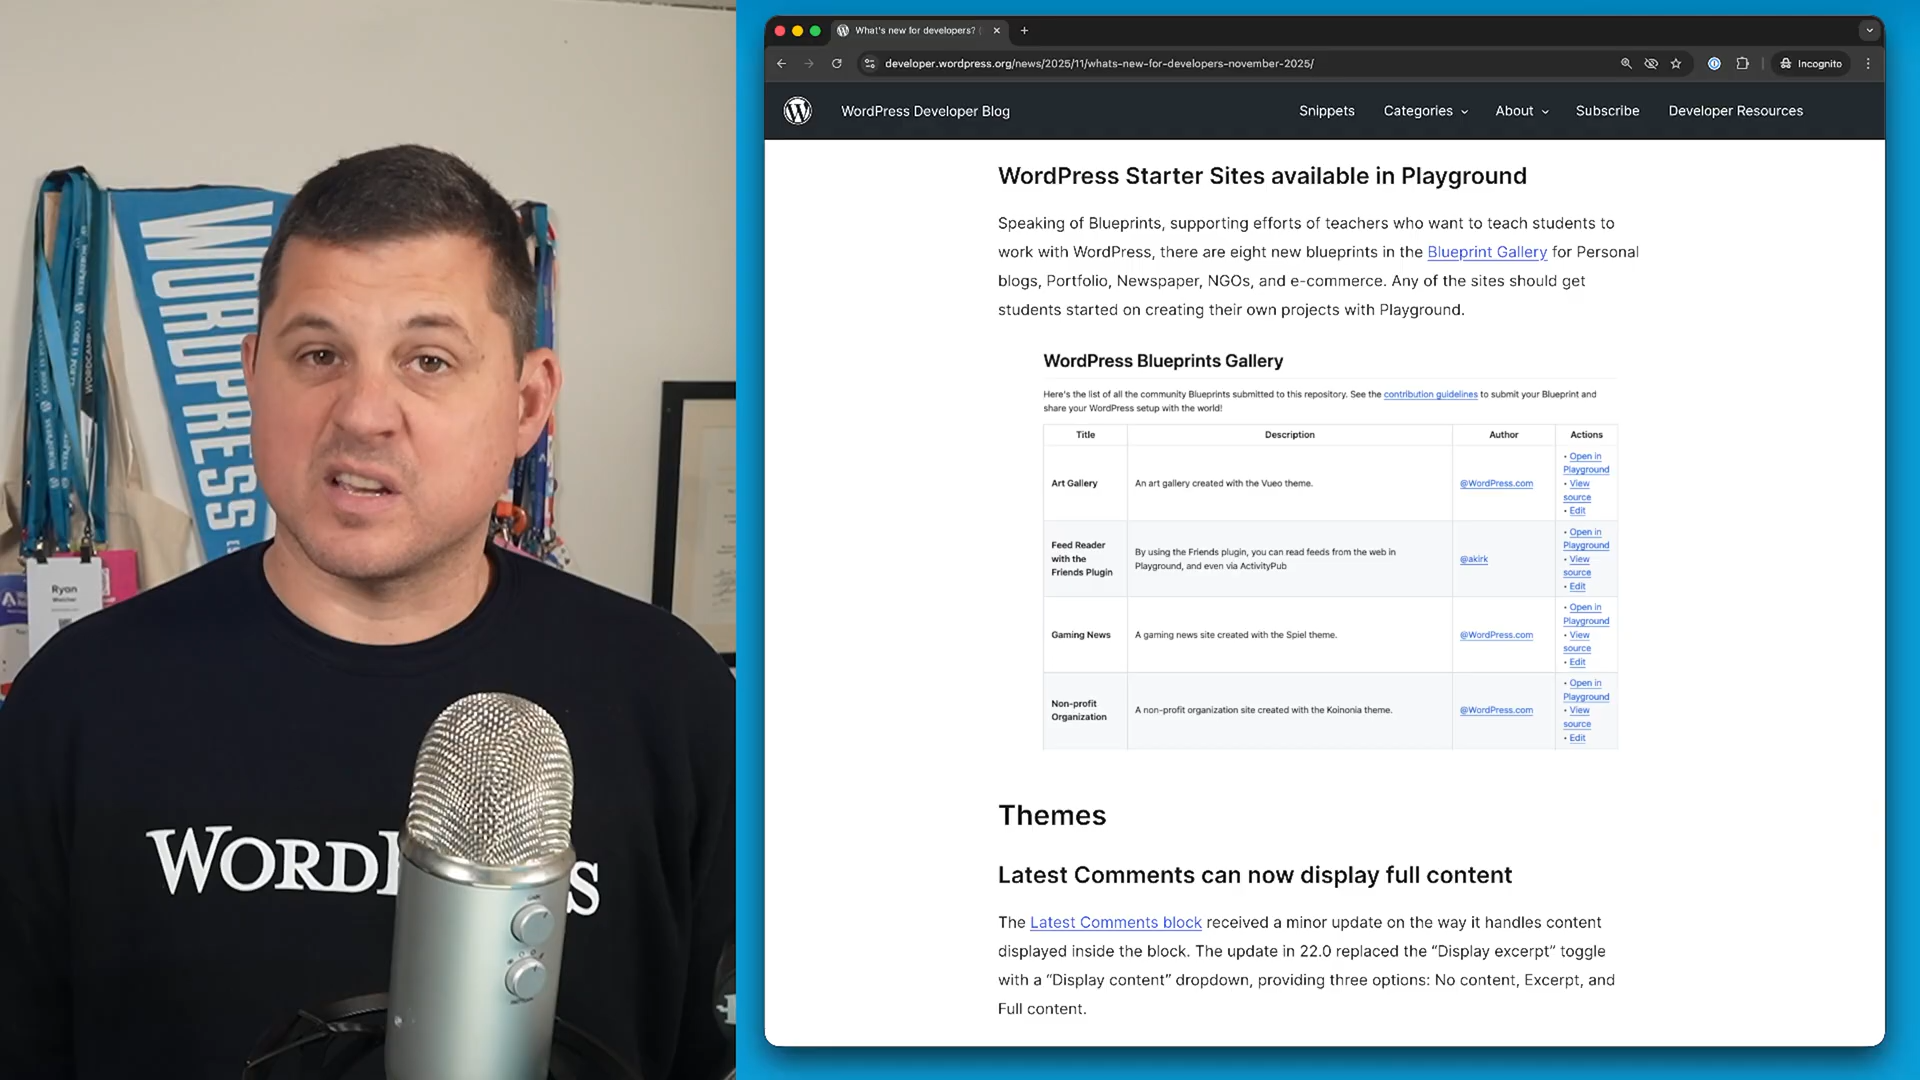 WORDPRESS
WORDCAMP
CODE IS POETRY
Ryan
WORDPRESS
What's new for developers?
developer.wordpress.org/news/2025/11/whats-new-for-developers-november-2025/
Incognito
WordPress Developer Blog
Snippets
Categories
About
Subscribe
Developer Resources
WordPress Starter Sites available in Playground
Speaking of Blueprints, supporting efforts of teachers who want to teach students to
work with WordPress, there are eight new blueprints in the Blueprint Gallery for Personal
blogs, Portfolio, Newspaper, NGOs, and e-commerce. Any of the sites should get
students started on creating their own projects with Playground.
WordPress Blueprints Gallery
Here's the list of all the community Blueprints submitted to this repository. See the contribution guidelines to submit your Blueprint and
share your WordPress setup with the world!
Title
Description
Author
Actions
Art Gallery
An art gallery created with the Vueo theme.
@WordPress.com
• Open in
Playground
• View
source
• Edit
Feed Reader
with the
Friends Plugin
By using the Friends plugin, you can read feeds from the web in
Playground, and even via ActivityPub
@akirk
• Open in
Playground
• View
source
• Edit
Gaming News
A gaming news site created with the Spiel theme.
@WordPress.com
• Open in
Playground
• View
source
• Edit
Non-profit
Organization
A non-profit organization site created with the Koinonia theme.
@WordPress.com
• Open in
Playground
• View
source
• Edit
Themes
Latest Comments can now display full content
The Latest Comments block received a minor update on the way it handles content
displayed inside the block. The update in 22.0 replaced the “Display excerpt” toggle
with a “Display content” dropdown, providing three options: No content, Excerpt, and
Full content.